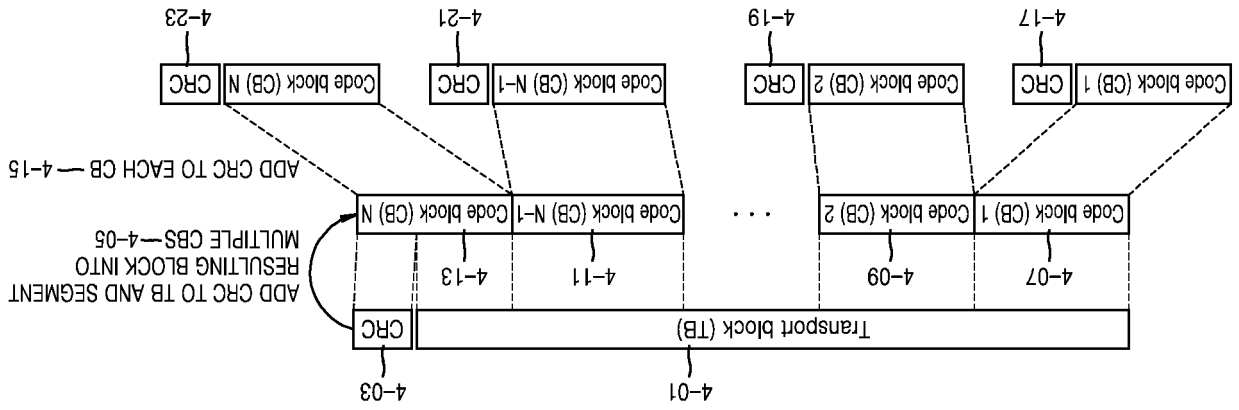 4-01
4-03
Transport block (TB)
CRC
4-07
4-09
4-11
4-13
ADD CRC TO TB AND SEGMENT
RESULTING BLOCK INTO
MULTIPLE CBS—4-05
Code block (CB) 1
Code block (CB) 2
. . .
Code block (CB) N-1
Code block (CB) N
ADD CRC TO EACH CB — 4-15
Code block (CB) 1
CRC
Code block (CB) 2
CRC
Code block (CB) N-1
CRC
Code block (CB) N
CRC
4-17
4-19
4-21
4-23